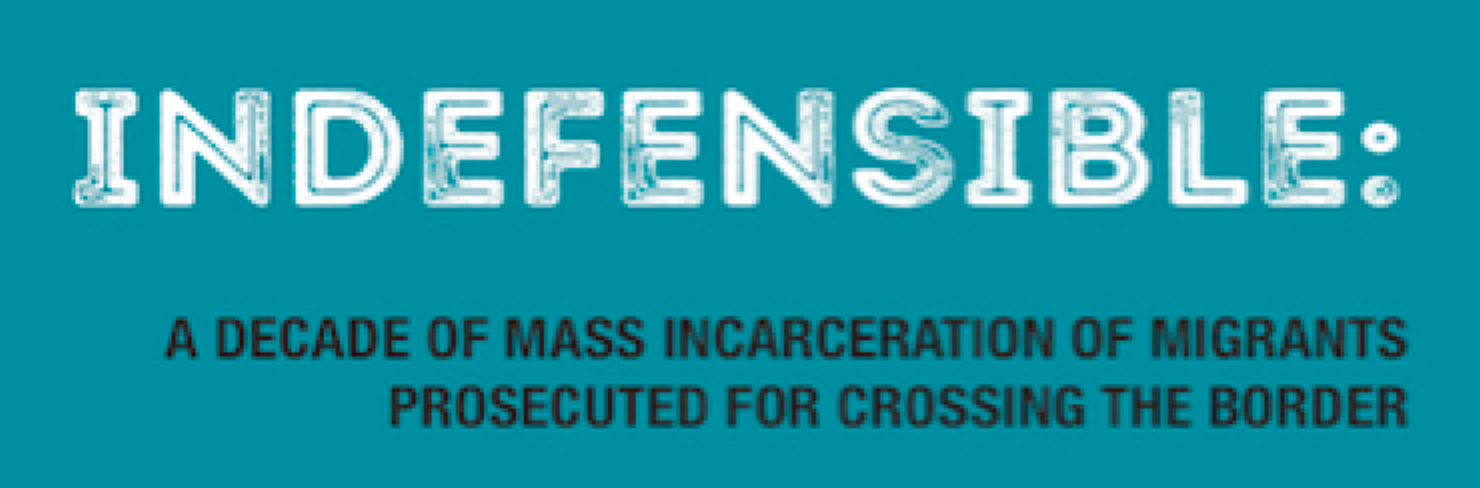 INDEFENSIBLE:
A DECADE OF MASS INCARCERATION OF MIGRANTS
PROSECUTED FOR CROSSING THE BORDER